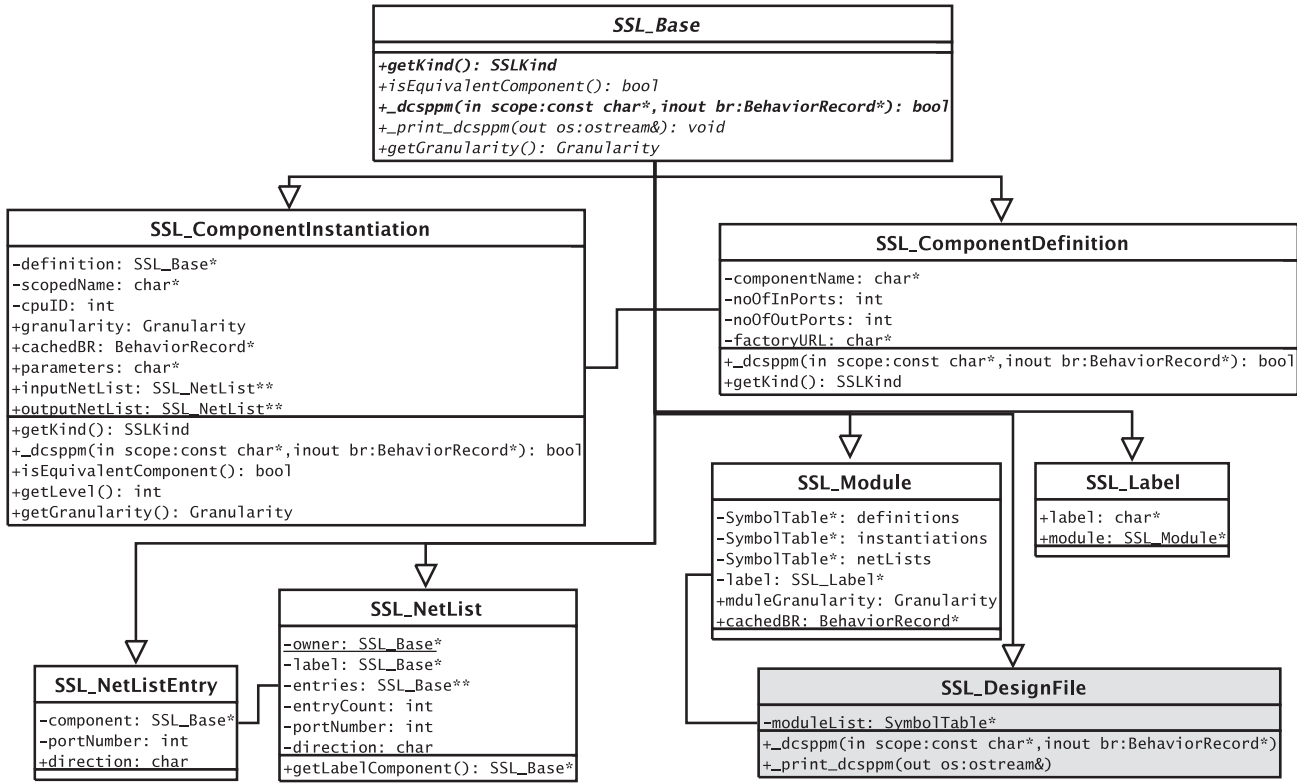 SSL_Base
+getKind(): SSLKind
+isEquivalentComponent(): bool
+_dcsppm(in scope:const char*,inout br:BehaviorRecord*): bool
+_print_dcsppm(out os:ostream&): void
+getGranularity(): Granularity
SSL_ComponentInstantiation
-definition: SSL_Base*
-scopedName: char*
-cpuID: int
+granularity: Granularity
+cachedBR: BehaviorRecord*
+parameters: char*
+inputNetList: SSL_NetList**
+outputNetList: SSL_NetList**
+getKind(): SSLKind
+_dcsppm(in scope:const char*,inout br:BehaviorRecord*): bool
+isEquivalentComponent(): bool
+getLevel(): int
+getGranularity(): Granularity
SSL_ComponentDefinition
-componentName: char*
-noOfInPorts: int
-noOfOutPorts: int
-factoryURL: char*
+_dcsppm(in scope:const char*,inout br:BehaviorRecord*): bool
+getKind(): SSLKind
SSL_Module
-SymbolTable*: definitions
-SymbolTable*: instantiations
-SymbolTable*: netLists
-label: SSL_Label*
+mduleGranularity: Granularity
+cachedBR: BehaviorRecord*
SSL_Label
+label: char*
+module: SSL_Module*
SSL_NetListEntry
-component: SSL_Base*
-portNumber: int
+direction: char
SSL_NetList
-owner: SSL_Base*
-label: SSL_Base*
-entries: SSL_Base**
-entryCount: int
-portNumber: int
-direction: char
+getLabelComponent(): SSL_Base*
SSL_DesignFile
-moduleList: SymbolTable*
+_dcsppm(in scope:const char*,inout br:BehaviorRecord*)
+_print_dcsppm(out os:ostream&)